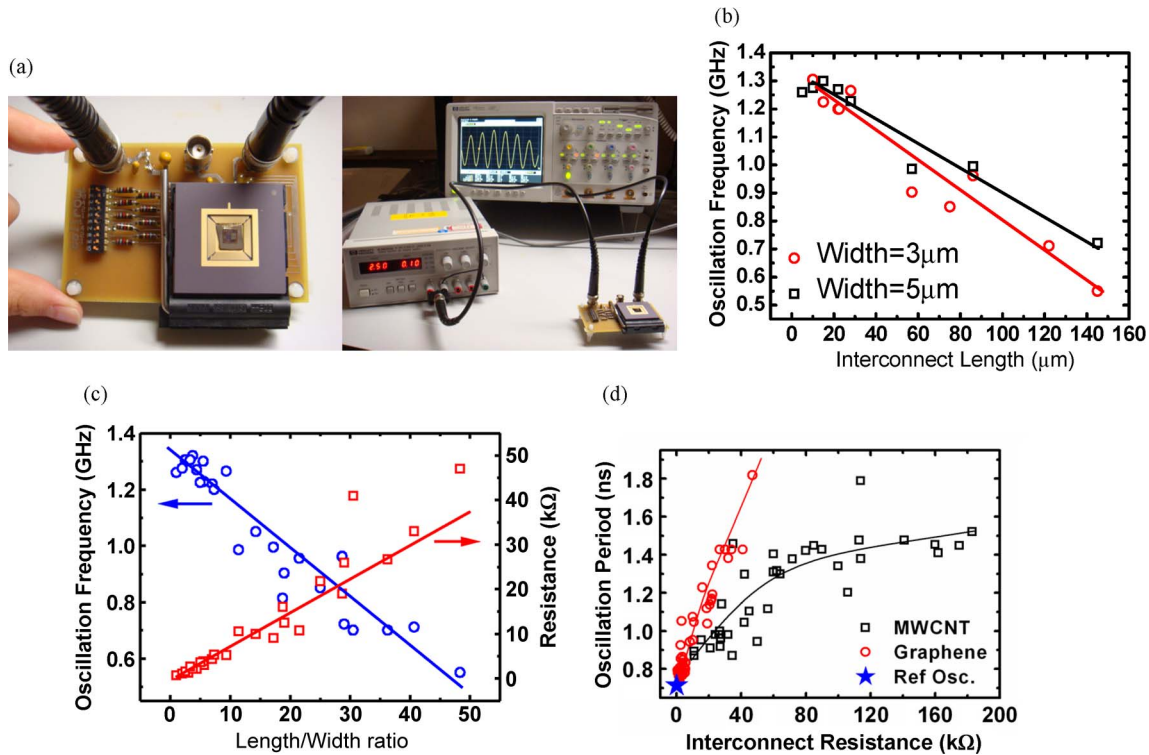 (a)
2.50 0.10
(b)
Oscillation Frequency (GHz)
1.4
1.3
1.2
1.1
1.0
0.9
0.8
0.7
0.6
0.5
Width=3μm
Width=5μm
0 20 40 60 80 100 120 140 160
Interconnect Length (μm)
(c)
Oscillation Frequency (GHz)
1.4
1.2
1.0
0.8
0.6
50
40
30
20
10
0
Resistance (kΩ)
0 10 20 30 40 50
Length/Width ratio
(d)
Oscillation Period (ns)
2.0
1.8
1.6
1.4
1.2
1.0
0.8
MWCNT
Graphene
Ref Osc.
0 40 80 120 160 200
Interconnect Resistance (kΩ)